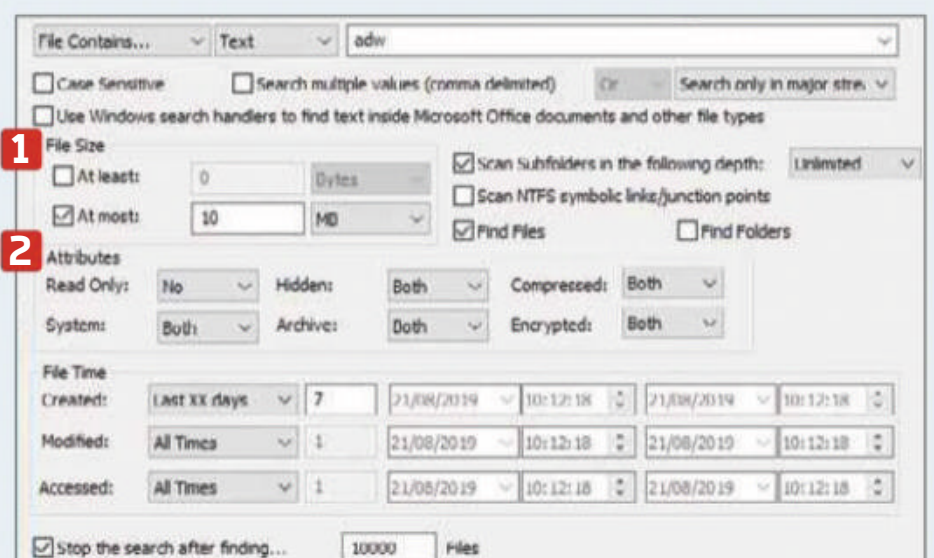 File Contains... Text adw
Case Sensitive Search multiple values (comma delimited) Or Search only in major stre
Use Windows search handlers to find text inside Microsoft Office documents and other file types
1
File Size
At least: 0 Bytes
Scan Subfolders in the following depth: Unlimited
Scan NTFS symbolic links/junction points
At most: 10 MB
Find Files Find Folders
2
Attributes
Read Only: No Hidden: Both Compressed: Both
System: Both Archive: Both Encrypted: Both
File Time
Created: Last XX days 7 21/08/2019 10:12:18 21/08/2019 10:12:18
Modified: All Times 1 21/08/2019 10:12:18 21/08/2019 10:12:18
Accessed: All Times 1 21/08/2019 10:12:18 21/08/2019 10:12:18
Stop the search after finding... 10000 Files